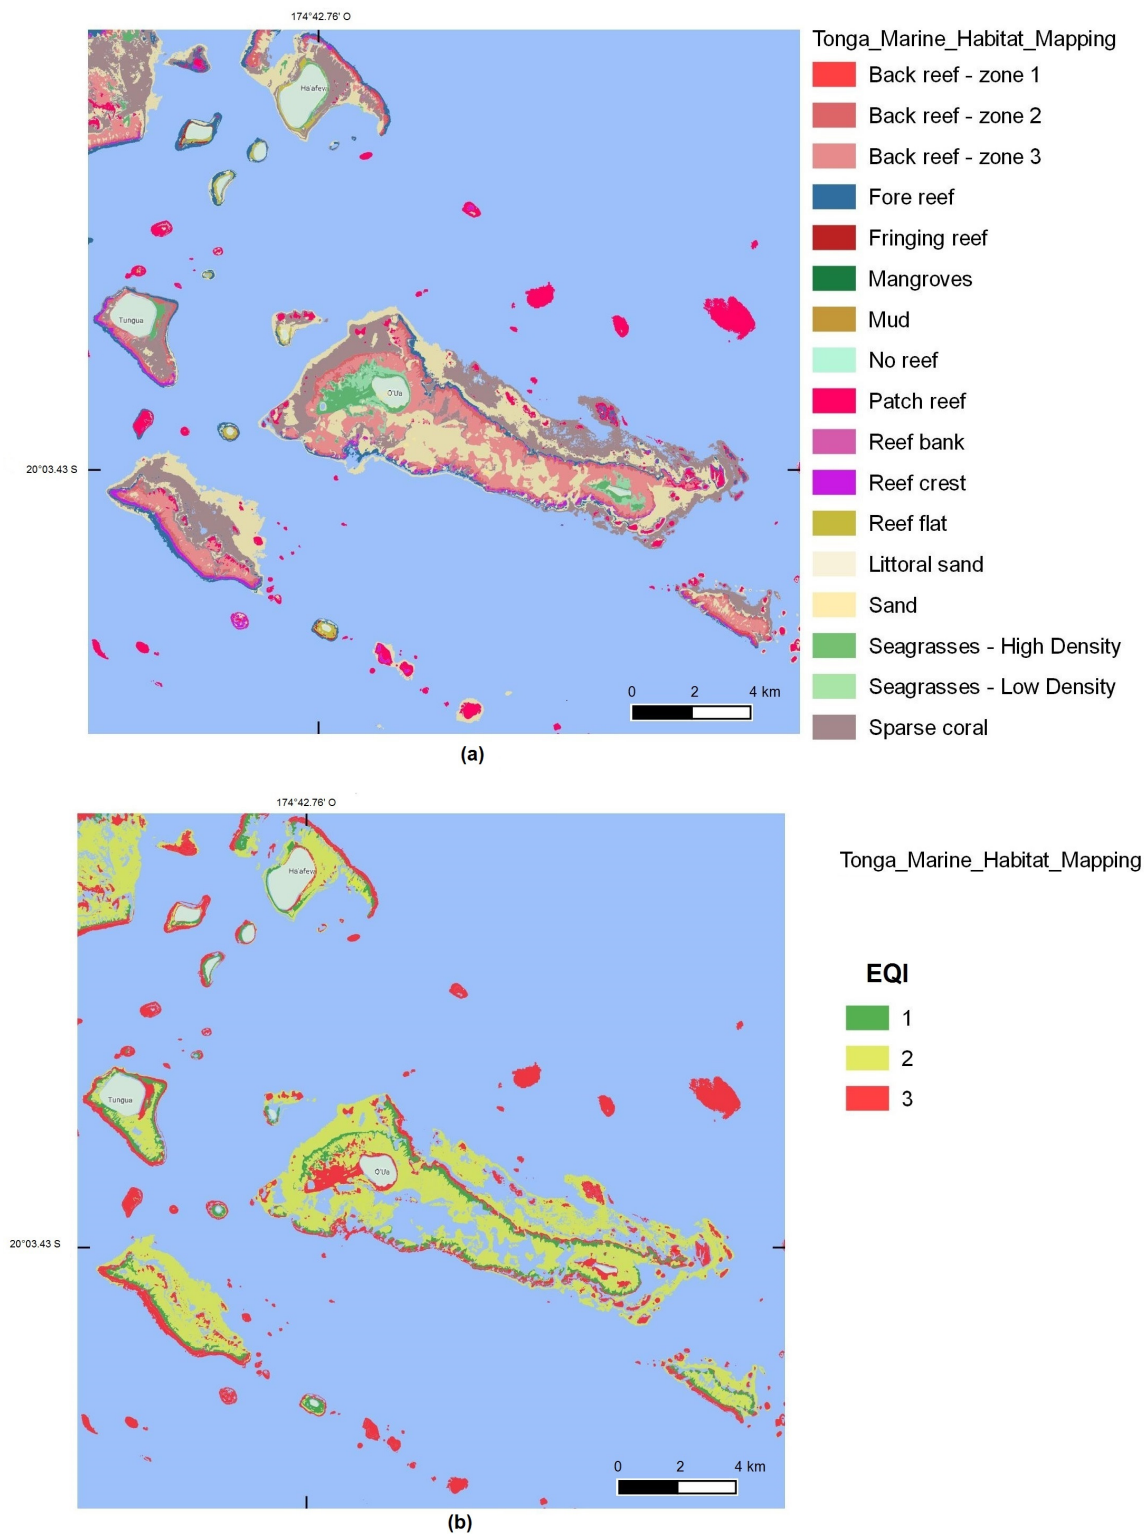 174°42.76' O
Tonga_Marine_Habitat_Mapping
Back reef - zone 1
Back reef - zone 2
Back reef - zone 3
Fore reef
Fringing reef
Mangroves
Mud
No reef
Patch reef
Reef bank
Reef crest
Reef flat
Littoral sand
Sand
Seagrasses - High Density
Seagrasses - Low Density
Sparse coral
Ha'afeva
Tungua
O'Ua
20°03.43 S
0 2 4 km
(a)
174°42.76' O
Tonga_Marine_Habitat_Mapping
EQI
1
2
3
Ha'afeva
Tungua
O'Ua
20°03.43 S
0 2 4 km
(b)